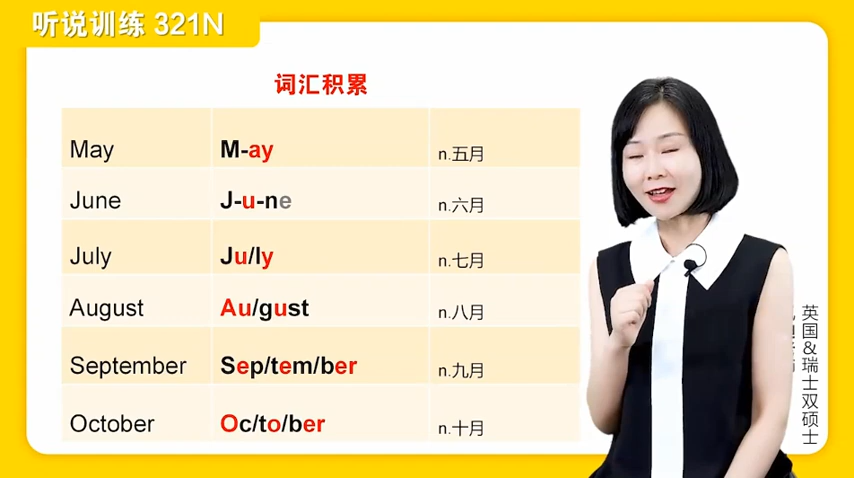 听说训练 321N
词汇积累
May M-ay n.五月
June J-u-ne n.六月
July Ju/ly n.七月
August Au/gust n.八月
September Sep/tem/ber n.九月
October Oc/to/ber n.十月
英国&瑞士双硕士